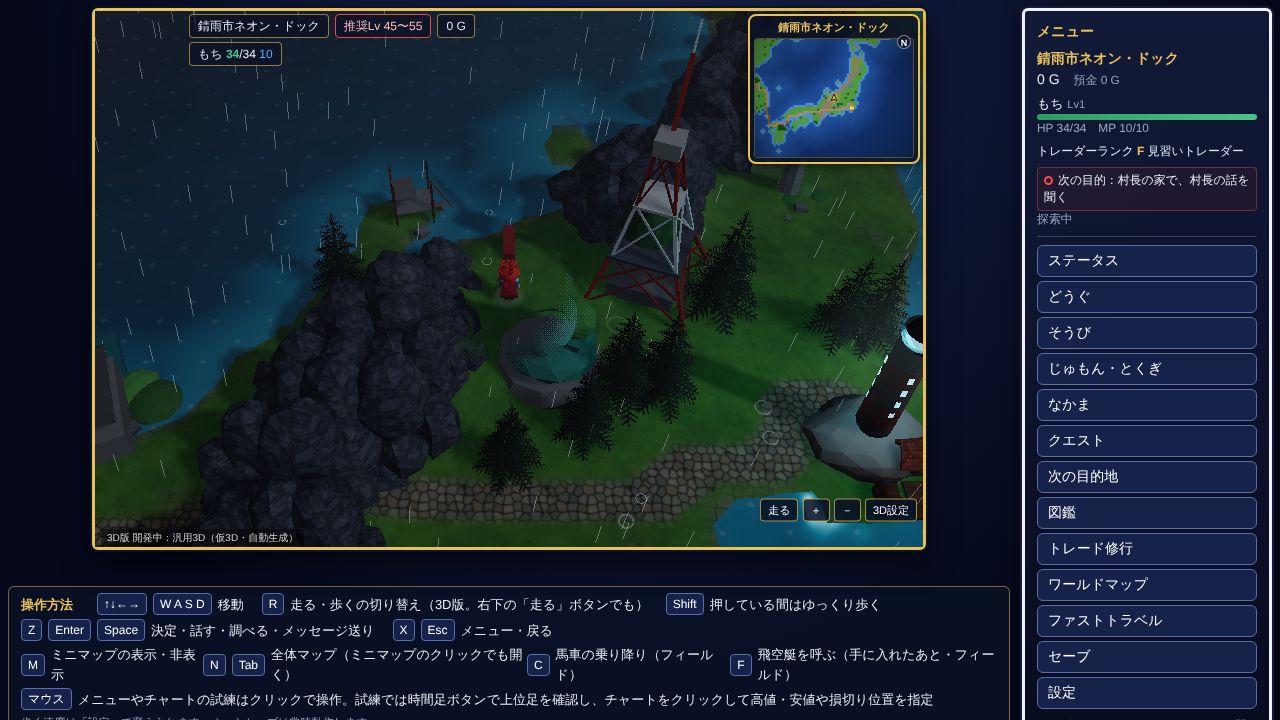 錆雨市ネオン・ドック
推奨Lv 45〜55
0 G
もち 34/34 10
錆雨市ネオン・ドック
N
走る
+
−
3D設定
3D版 開発中:汎用3D(仮3D・自動生成)
メニュー
錆雨市ネオン・ドック
0 G 預金 0 G
もち Lv1
HP 34/34 MP 10/10
トレーダーランク F 見習いトレーダー
次の目的:村長の家で、村長の話を
聞く
探索中
ステータス
どうぐ
そうび
じゅもん・とくぎ
なかま
クエスト
次の目的地
図鑑
トレード修行
ワールドマップ
ファストトラベル
セーブ
設定
操作方法 ↑↓←→ W A S D 移動 R 走る・歩くの切り替え(3D版。右下の「走る」ボタンでも) Shift 押している間はゆっくり歩く
Z Enter Space 決定・話す・調べる・メッセージ送り X Esc メニュー・戻る
M ミニマップの表示・非表示 N Tab 全体マップ(ミニマップのクリックでも開く) C 馬車の乗り降り(フィールド) F 飛空艇を呼ぶ(手に入れたあと・フィールド)
マウス メニューやチャートの試練はクリックで操作。試練では時間足ボタンで上位足を確認し、チャートをクリックして高値・安値や損切り位置を指定